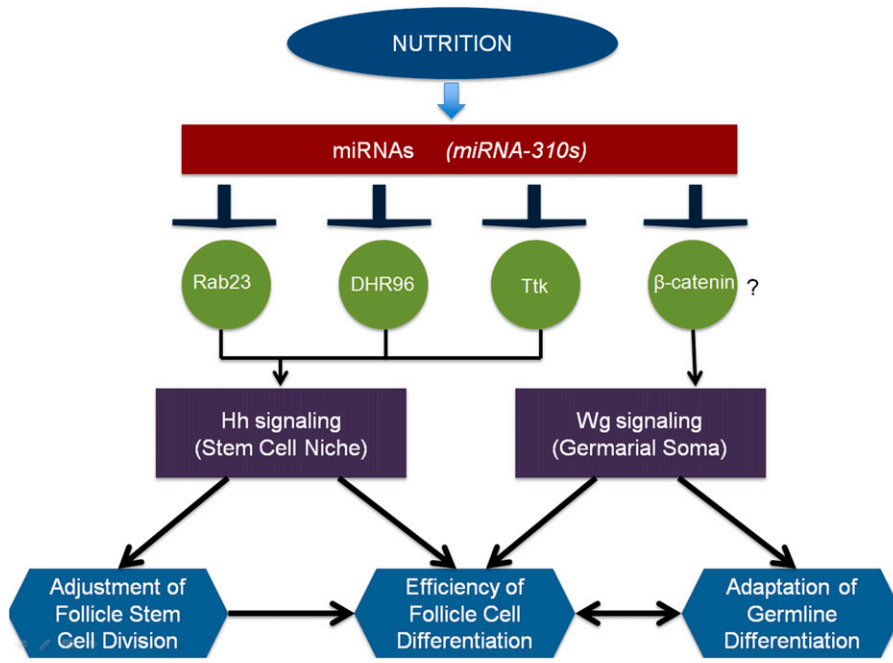 NUTRITION
miRNAs (miRNA-310s)
Rab23
DHR96
Ttk
β-catenin
?
Hh signaling
(Stem Cell Niche)
Wg signaling
(Germarial Soma)
Adjustment of
Follicle Stem
Cell Division
Efficiency of
Follicle Cell
Differentiation
Adaptation of
Germline
Differentiation